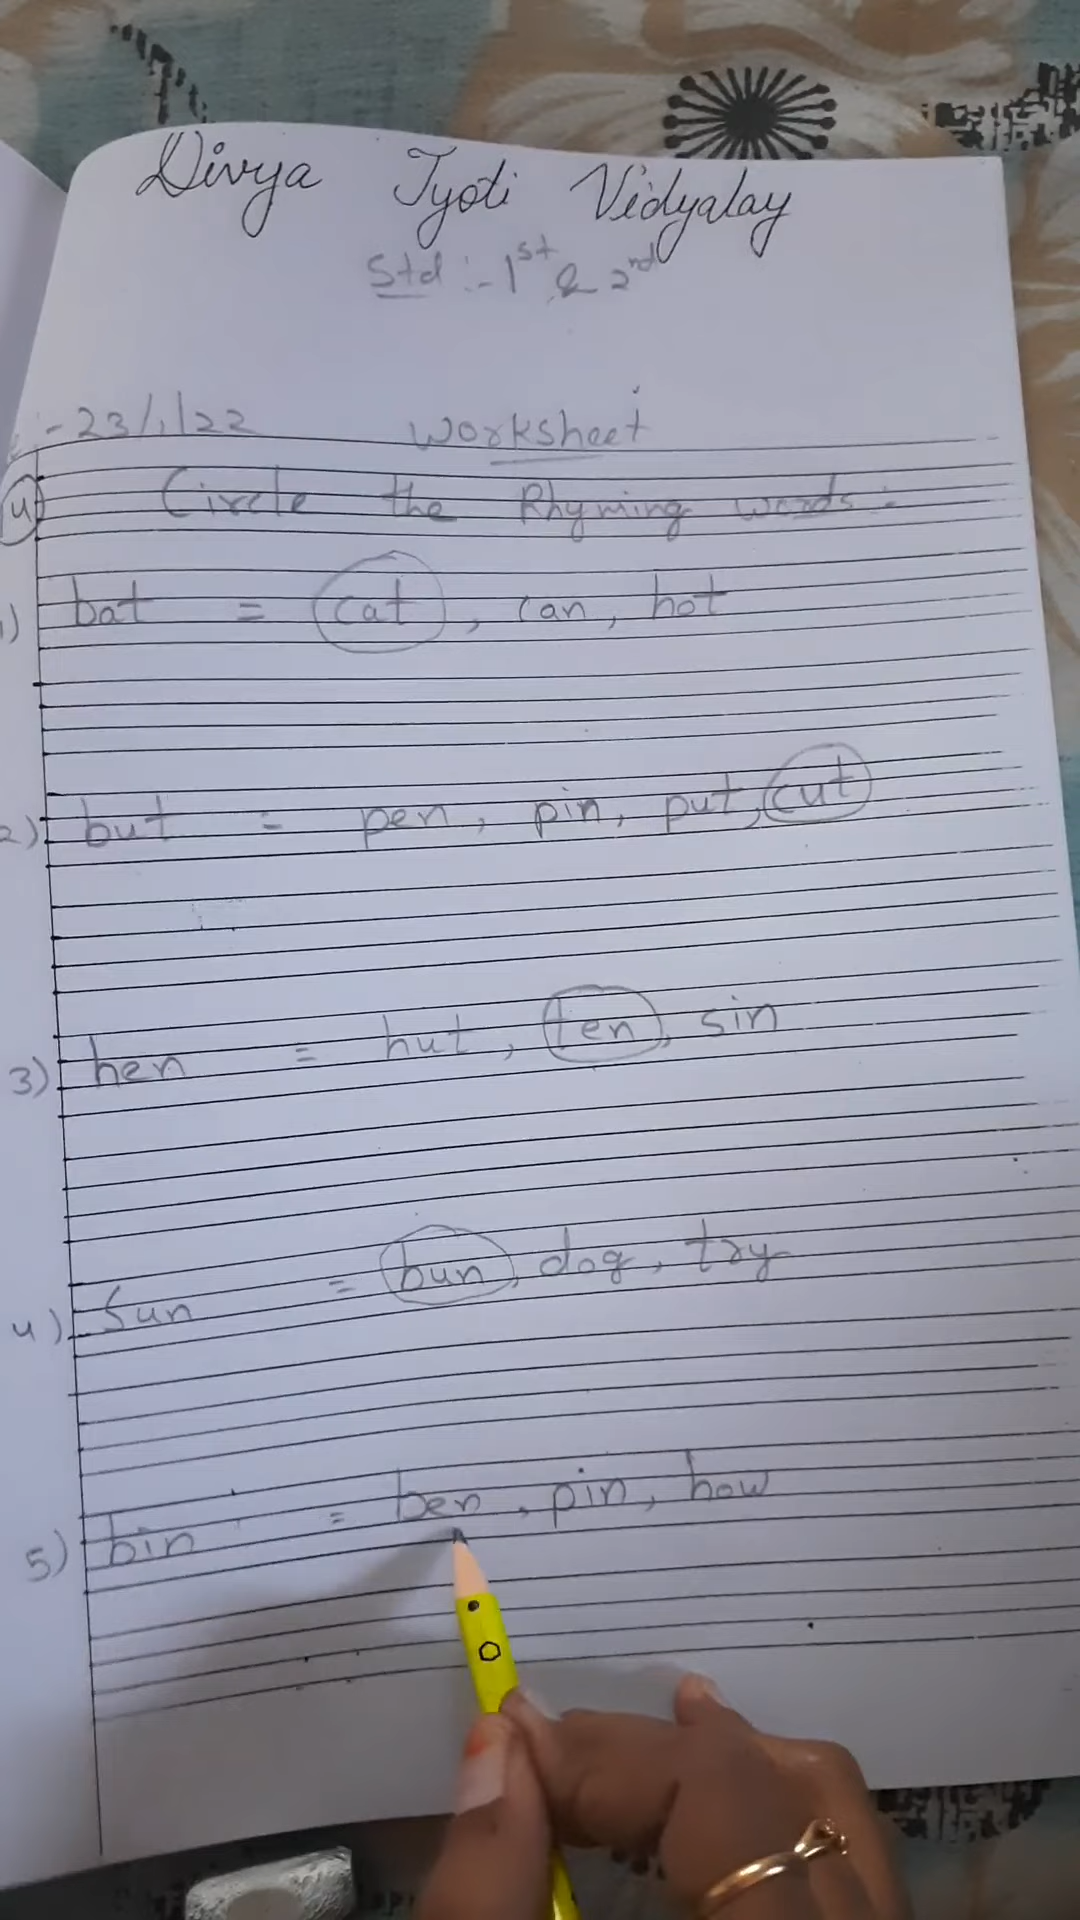 Divya Jyoti Vidyalay
Std :- 1st & 2nd
:- 23/1/22 Worksheet
4) Circle the Rhyming words :-
1) bat = cat, can, hot
2) but = pen, pin, put, cut
3) hen = hut, ten, sin
4) Sun = bun, dog, try
5) bin = ben, pin, how